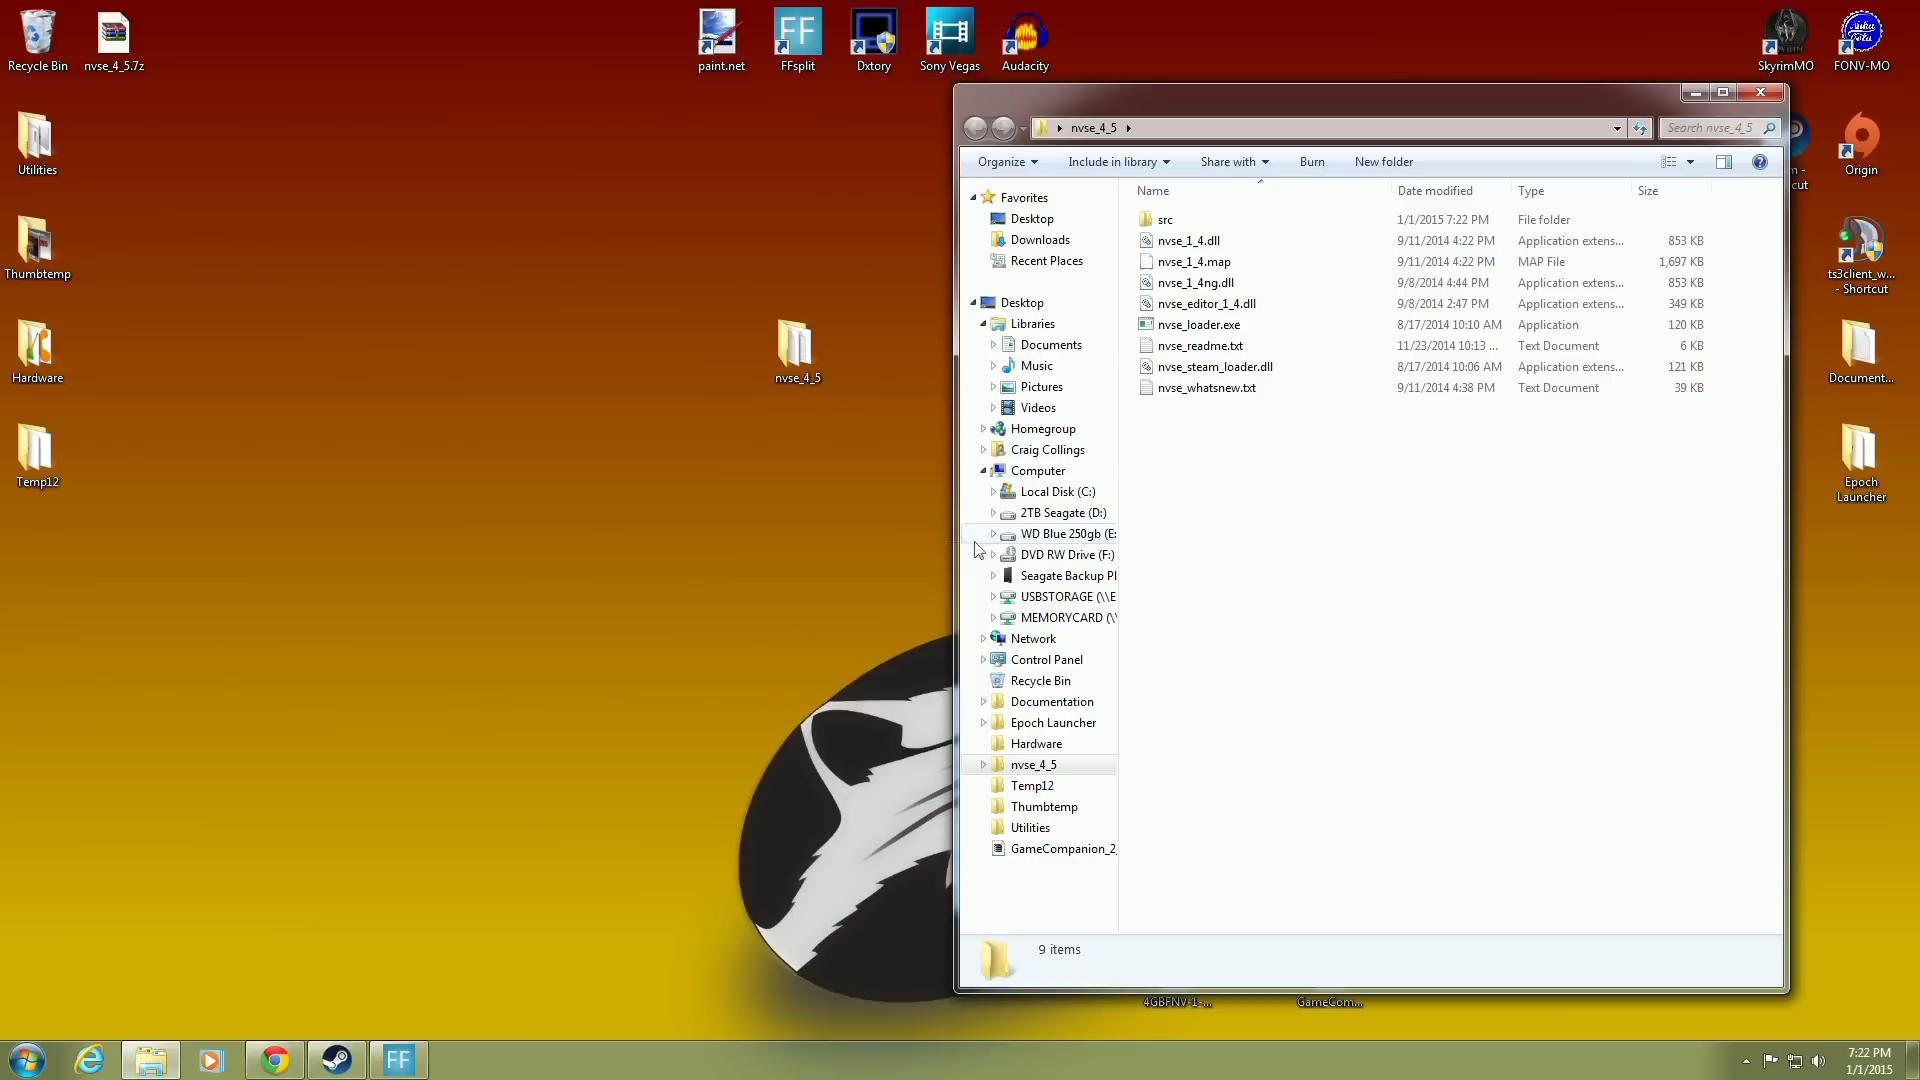 Recycle Bin
nvse_4_5.7z
paint.net
FFsplit
Dxtory
Sony Vegas
Audacity
SkyrimMO
FONV-MO
Utilities
Thumbtemp
Hardware
Temp12
nvse_4_5
Origin
ts3client_w...
- Shortcut
Document...
Epoch
Launcher
nvse_4_5
Search nvse_4_5
Organize
Include in library
Share with
Burn
New folder
Favorites
Desktop
Downloads
Recent Places
Desktop
Libraries
Documents
Music
Pictures
Videos
Homegroup
Craig Collings
Computer
Local Disk (C:)
2TB Seagate (D:)
WD Blue 250gb (E:
DVD RW Drive (F:)
Seagate Backup Pl
USBSTORAGE (\\E
MEMORYCARD (\\
Network
Control Panel
Recycle Bin
Documentation
Epoch Launcher
Hardware
nvse_4_5
Temp12
Thumbtemp
Utilities
GameCompanion_2_
Name Date modified Type Size
src 1/1/2015 7:22 PM File folder
nvse_1_4.dll 9/11/2014 4:22 PM Application extens... 853 KB
nvse_1_4.map 9/11/2014 4:22 PM MAP File 1,697 KB
nvse_1_4ng.dll 9/8/2014 4:44 PM Application extens... 853 KB
nvse_editor_1_4.dll 9/8/2014 2:47 PM Application extens... 349 KB
nvse_loader.exe 8/17/2014 10:10 AM Application 120 KB
nvse_readme.txt 11/23/2014 10:13 ... Text Document 6 KB
nvse_steam_loader.dll 8/17/2014 10:06 AM Application extens... 121 KB
nvse_whatsnew.txt 9/11/2014 4:38 PM Text Document 39 KB
9 items
4GBFNV-1-...
GameCom...
FF
7:22 PM
1/1/2015